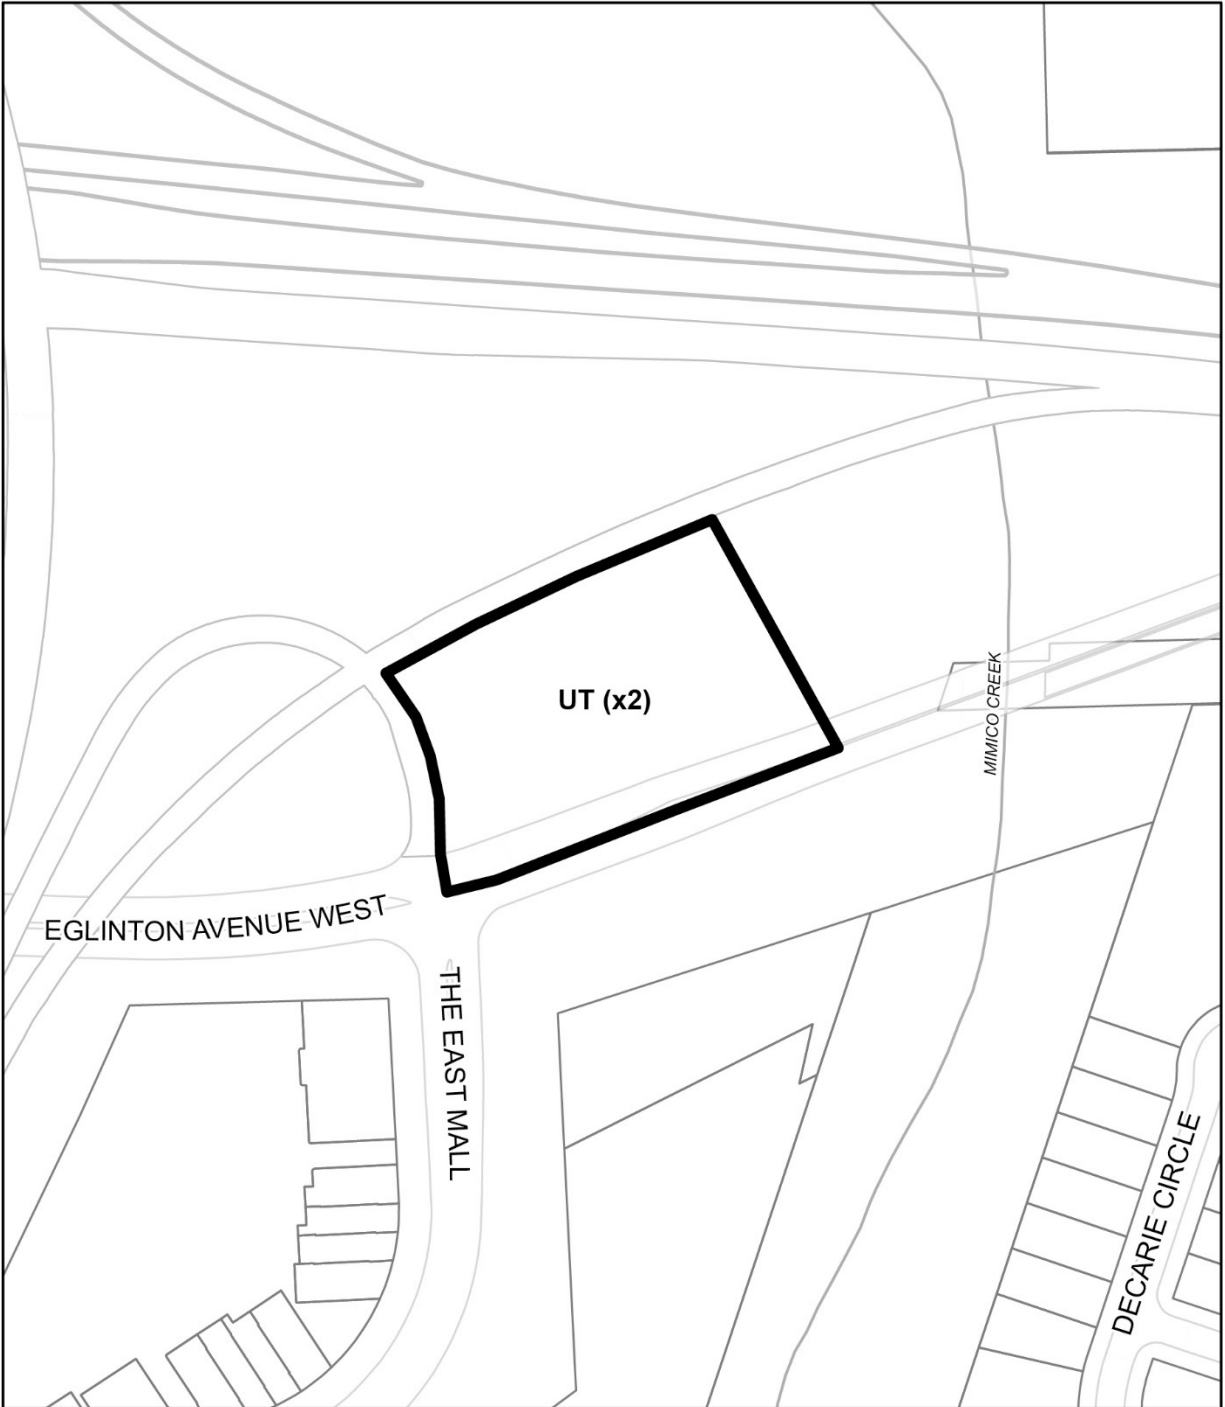 UT (x2)
MIMICO CREEK
EGLINTON AVENUE WEST
THE EAST MALL
DECARIE CIRCLE